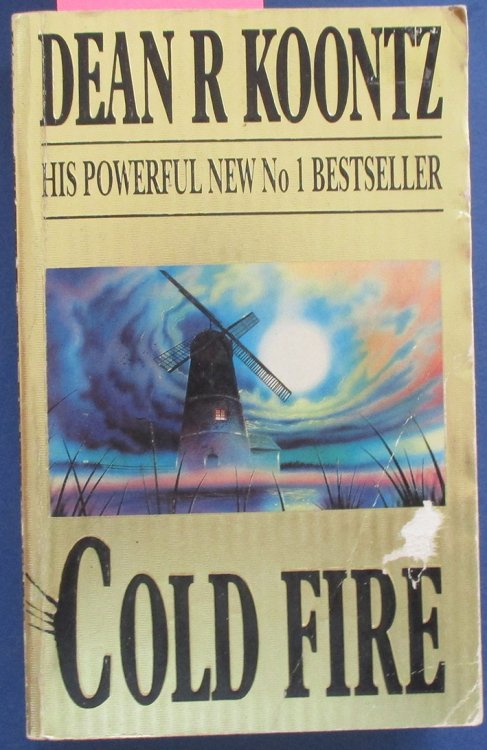 DEAN R KOONTZ
HIS POWERFUL NEW No 1 BESTSELLER
COLD FIRE